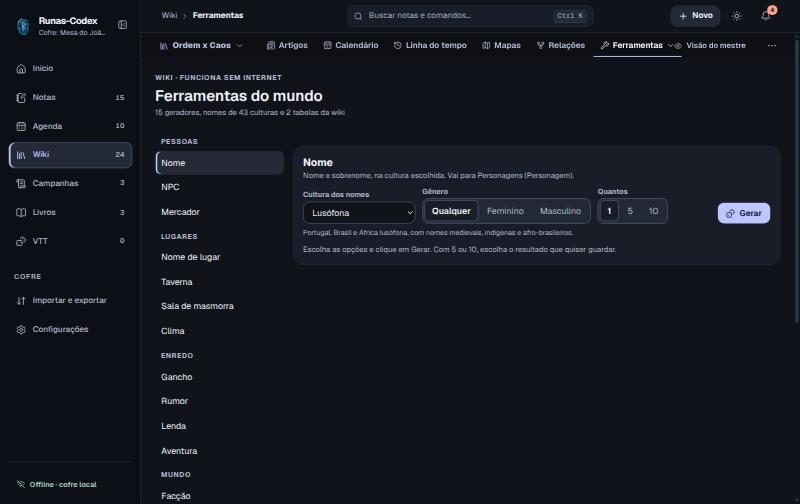 Runas-Codex
Cofre: Mesa do Joã...
Wiki > Ferramentas
Buscar notas e comandos...
Ctrl K
+ Novo
4
Início
Notas 15
Agenda 10
Wiki 24
Campanhas 3
Livros 3
VTT 0
COFRE
Importar e exportar
Configurações
Offline · cofre local
Ordem x Caos
Artigos
Calendário
Linha do tempo
Mapas
Relações
Ferramentas
Visão do mestre
WIKI · FUNCIONA SEM INTERNET
Ferramentas do mundo
15 geradores, nomes de 43 culturas e 2 tabelas da wiki
PESSOAS
Nome
NPC
Mercador
LUGARES
Nome de lugar
Taverna
Sala de masmorra
Clima
ENREDO
Gancho
Rumor
Lenda
Aventura
MUNDO
Facção
Nome
Nome e sobrenome, na cultura escolhida. Vai para Personagens (Personagem).
Cultura dos nomes
Lusófona
Gênero
Qualquer Feminino Masculino
Quantos
1 5 10
Gerar
Portugal, Brasil e África lusófona, com nomes medievais, indígenas e afro-brasileiros.
Escolha as opções e clique em Gerar. Com 5 ou 10, escolha o resultado que quiser guardar.